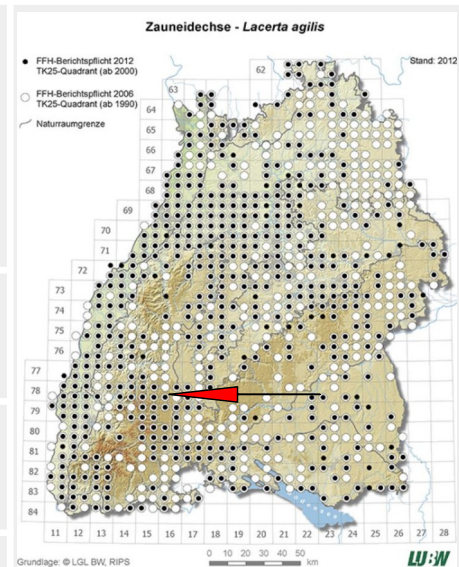 Zauneidechse - Lacerta agilis
FFH-Berichtspflicht 2012
TK25-Quadrant (ab 2000)
FFH-Berichtspflicht 2006
TK25-Quadrant (ab 1990)
Naturraumgrenze
Stand: 2012
62
63
64
65
66
67
68
69
70
71
72
73
74
75
76
77
78
79
80
81
82
83
84
11 12 13 14 15 16 17 18 19 20 21 22 23 24 25 26 27 28
Grundlage: © LGL BW, RIPS
0 10 20 30 40 50
km
LUBW